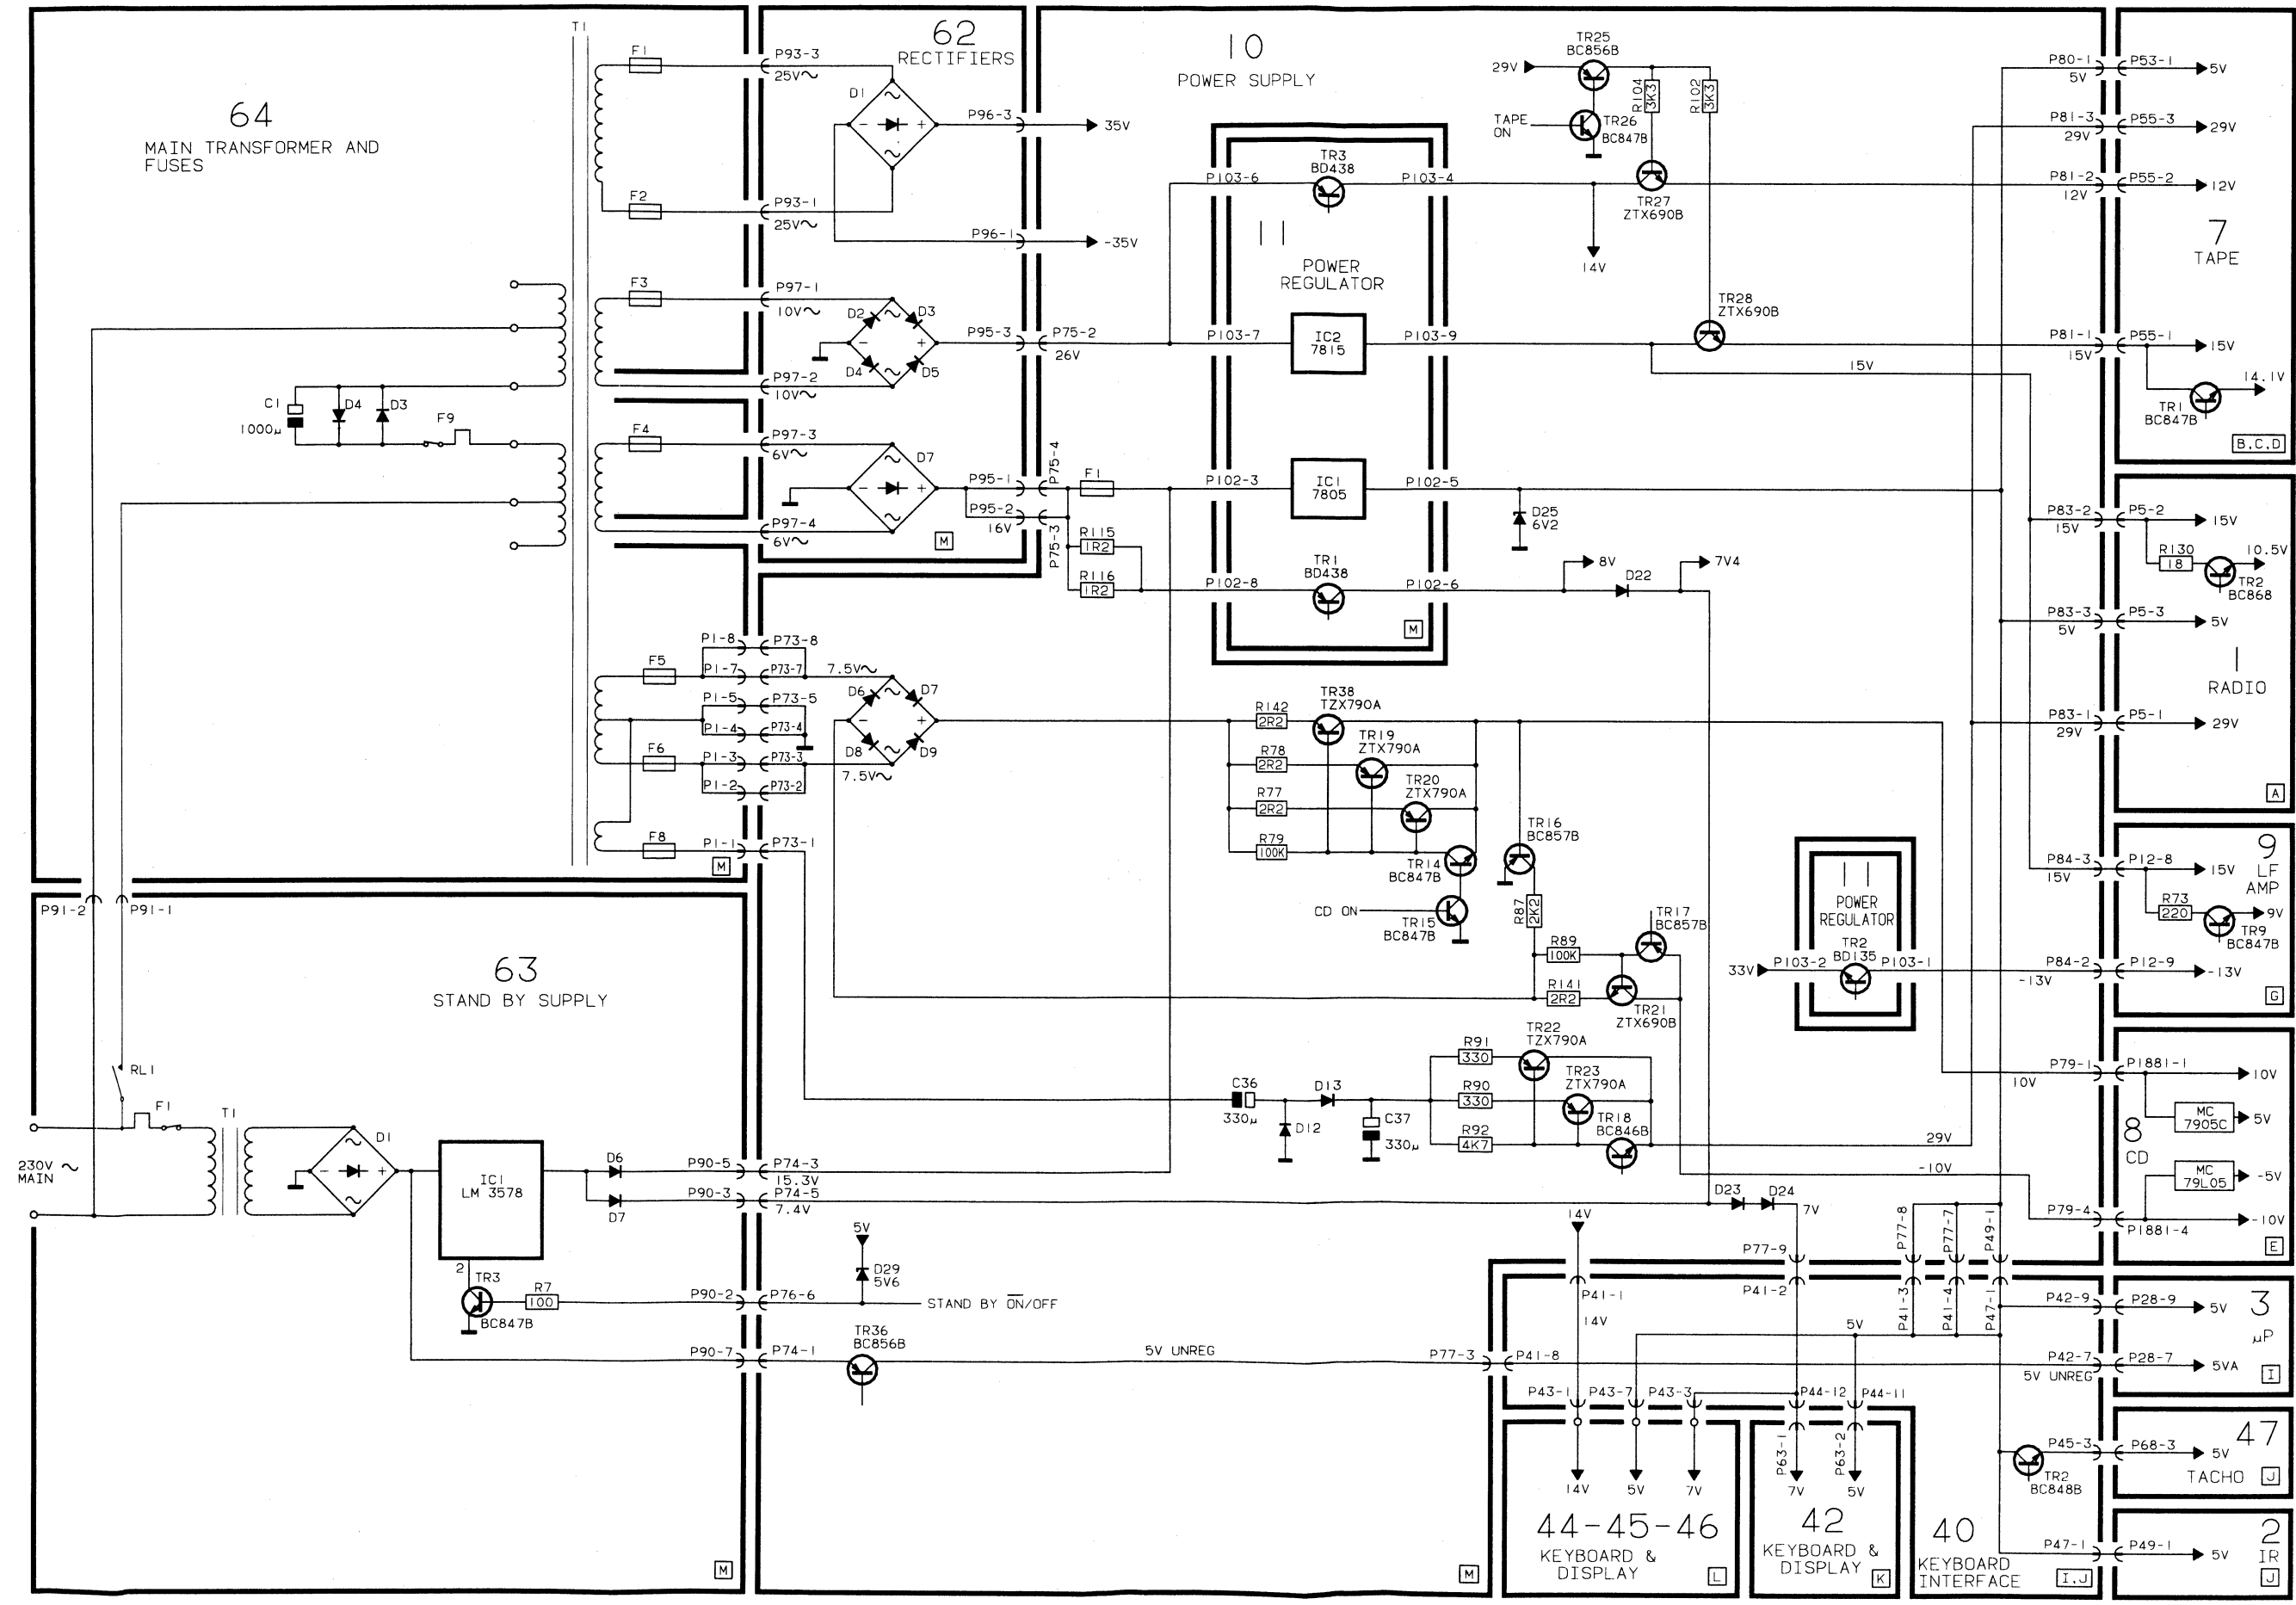 64
MAIN TRANSFORMER AND
FUSES
T1
F1
F2
F3
F4
F5
F6
F8
C1
1000µ
D4
D3
F9
P1-8
P1-7
P1-5
P1-4
P1-3
P1-2
P1-1
M
P91-2
P91-1
62
RECTIFIERS
P93-3
25V~
D1
~
- +
~
P96-3
35V
P93-1
25V~
P96-1
-35V
P97-1
10V~
D2
D3
~
- +
~
D4
D5
P95-3
P75-2
26V
P97-2
10V~
P97-3
6V~
D7
~
- +
~
P95-1
P75-4
P95-2
16V
P75-3
P97-4
6V~
M
10
POWER SUPPLY
29V
TR25
BC856B
TAPE
ON
TR26
BC847B
R104
3K3
R102
3K3
TR27
ZTX690B
14V
TR28
ZTX690B
15V
11
POWER
REGULATOR
P103-6
TR3
BD438
P103-4
P103-7
IC2
7815
P103-9
P102-3
IC1
7805
P102-5
P102-8
TR1
BD438
P102-6
M
F1
R115
1R2
R116
1R2
D25
6V2
8V
D22
7V4
P73-8
P73-7
P73-5
P73-4
P73-3
P73-2
P73-1
7.5V~
D6
D7
~
- +
~
D8
D9
7.5V~
R142
2R2
TR38
TZX790A
R78
2R2
TR19
ZTX790A
R77
2R2
TR20
ZTX790A
R79
100K
TR14
BC847B
CD ON
TR15
BC847B
TR16
BC857B
R87
2K2
R89
100K
TR17
BC857B
R141
2R2
TR21
ZTX690B
11
POWER
REGULATOR
33V
P103-2
TR2
BD135
P103-1
C36
330µ
D13
D12
C37
330µ
R91
330
TR22
TZX790A
R90
330
TR23
ZTX790A
R92
4K7
TR18
BC846B
29V
-10V
D23
D24
7V
63
STAND BY SUPPLY
RL1
F1
T1
230V ~
MAIN
D1
~
- +
~
IC1
LM 3578
2
D6
D7
TR3
BC847B
R7
100
P90-5
P74-3
15.3V
P90-3
P74-5
7.4V
P90-2
P76-6
P90-7
P74-1
M
5V
D29
5V6
STAND BY ON/OFF
TR36
BC856B
5V UNREG
P77-3
P41-8
M
14V
P41-1
14V
P77-9
P41-2
P77-8
P77-7
P49-1
P41-3
P41-4
P47-1
5V
P43-1
P43-7
P43-3
P44-12
P44-11
P63-1
P63-2
14V
5V
7V
44-45-46
KEYBOARD &
DISPLAY
L
7V
5V
42
KEYBOARD &
DISPLAY
K
40
KEYBOARD
INTERFACE
I,J
P80-1
5V
P53-1
5V
P81-3
29V
P55-3
29V
P81-2
12V
P55-2
12V
7
TAPE
P81-1
15V
P55-1
15V
14.1V
TR1
BC847B
B,C,D
P83-2
15V
P5-2
15V
R130
18
10.5V
TR2
BC868
P83-3
5V
P5-3
5V
1
RADIO
P83-1
29V
P5-1
29V
A
P84-3
15V
P12-8
15V
9
LF
AMP
R73
220
9V
TR9
BC847B
P84-2
-13V
P12-9
-13V
G
P79-1
10V
P1881-1
10V
MC
7905C
5V
8
CD
MC
79L05
-5V
P79-4
P1881-4
-10V
E
P42-9
P28-9
5V
3
µP
P42-7
5V UNREG
P28-7
5VA
I
TR2
BC848B
P45-3
P68-3
5V
47
TACHO
J
P47-1
P49-1
5V
2
IR
J